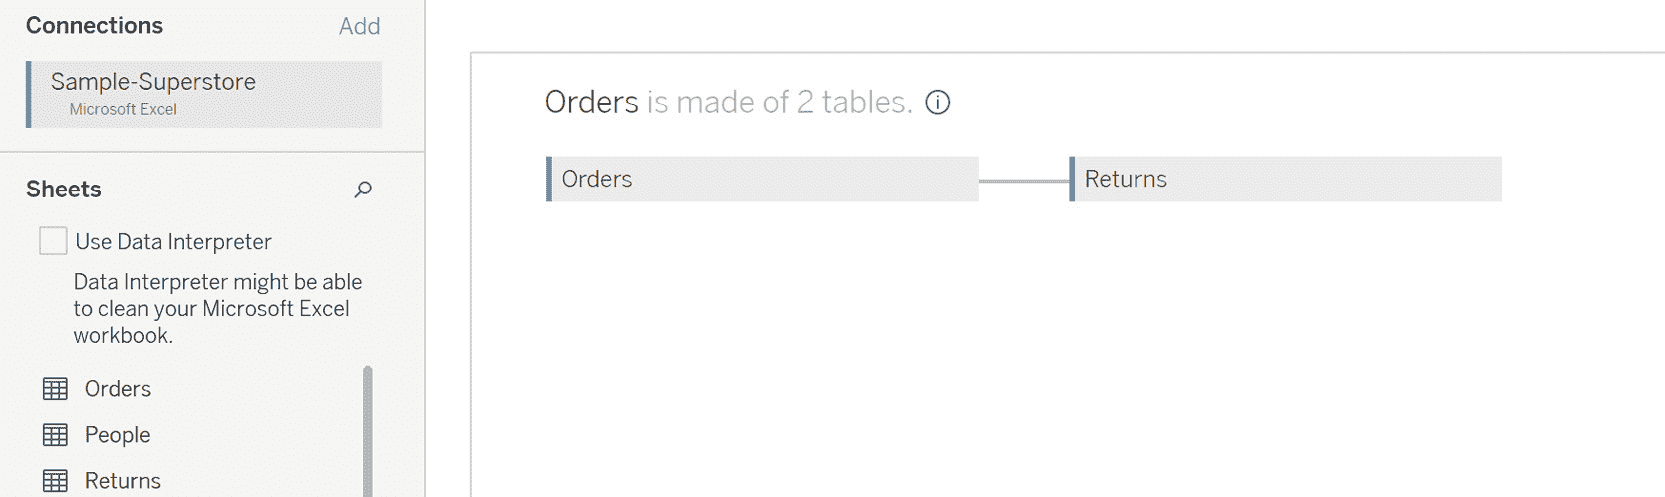 Connections Add
Sample-Superstore
Microsoft Excel
Sheets
Use Data Interpreter
Data Interpreter might be able
to clean your Microsoft Excel
workbook.
Orders
People
Returns
Orders is made of 2 tables.
Orders Returns